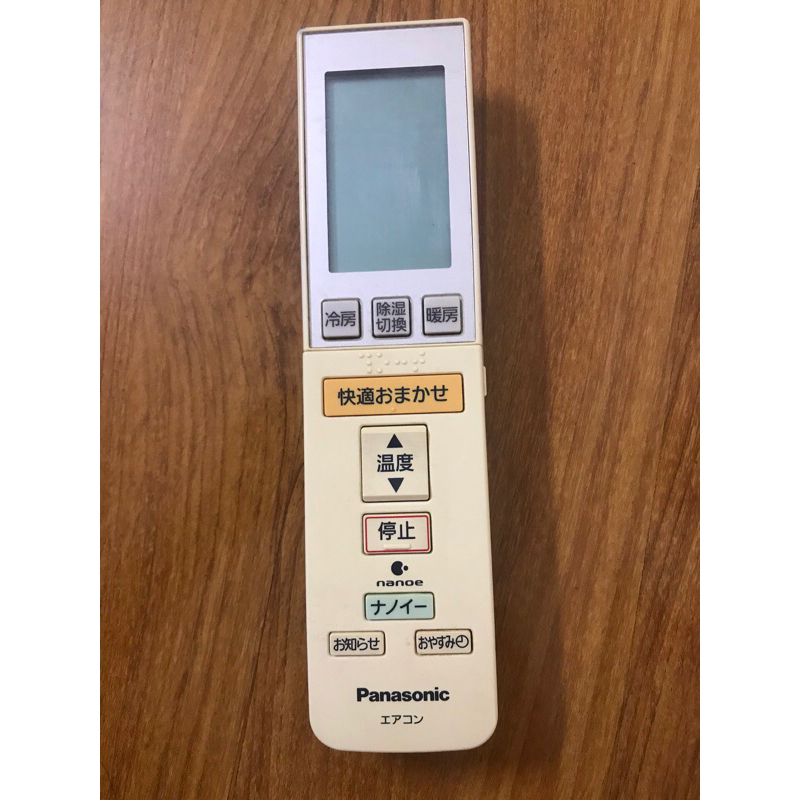 冷房 除湿切換 暖房
快適おまかせ
▲
温度
▼
停止
nanoe
ナノイー
お知らせ おやすみ
Panasonic
エアコン